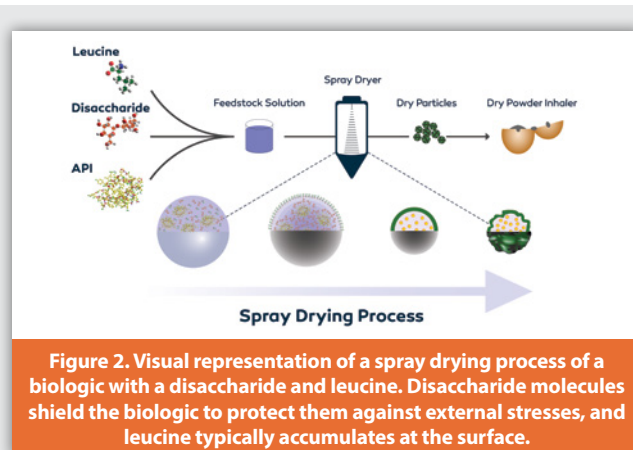 Leucine
Disaccharide
API
Feedstock Solution
Spray Dryer
Dry Particles
Dry Powder Inhaler
Spray Drying Process
Figure 2. Visual representation of a spray drying process of a
biologic with a disaccharide and leucine. Disaccharide molecules
shield the biologic to protect them against external stresses, and
leucine typically accumulates at the surface.